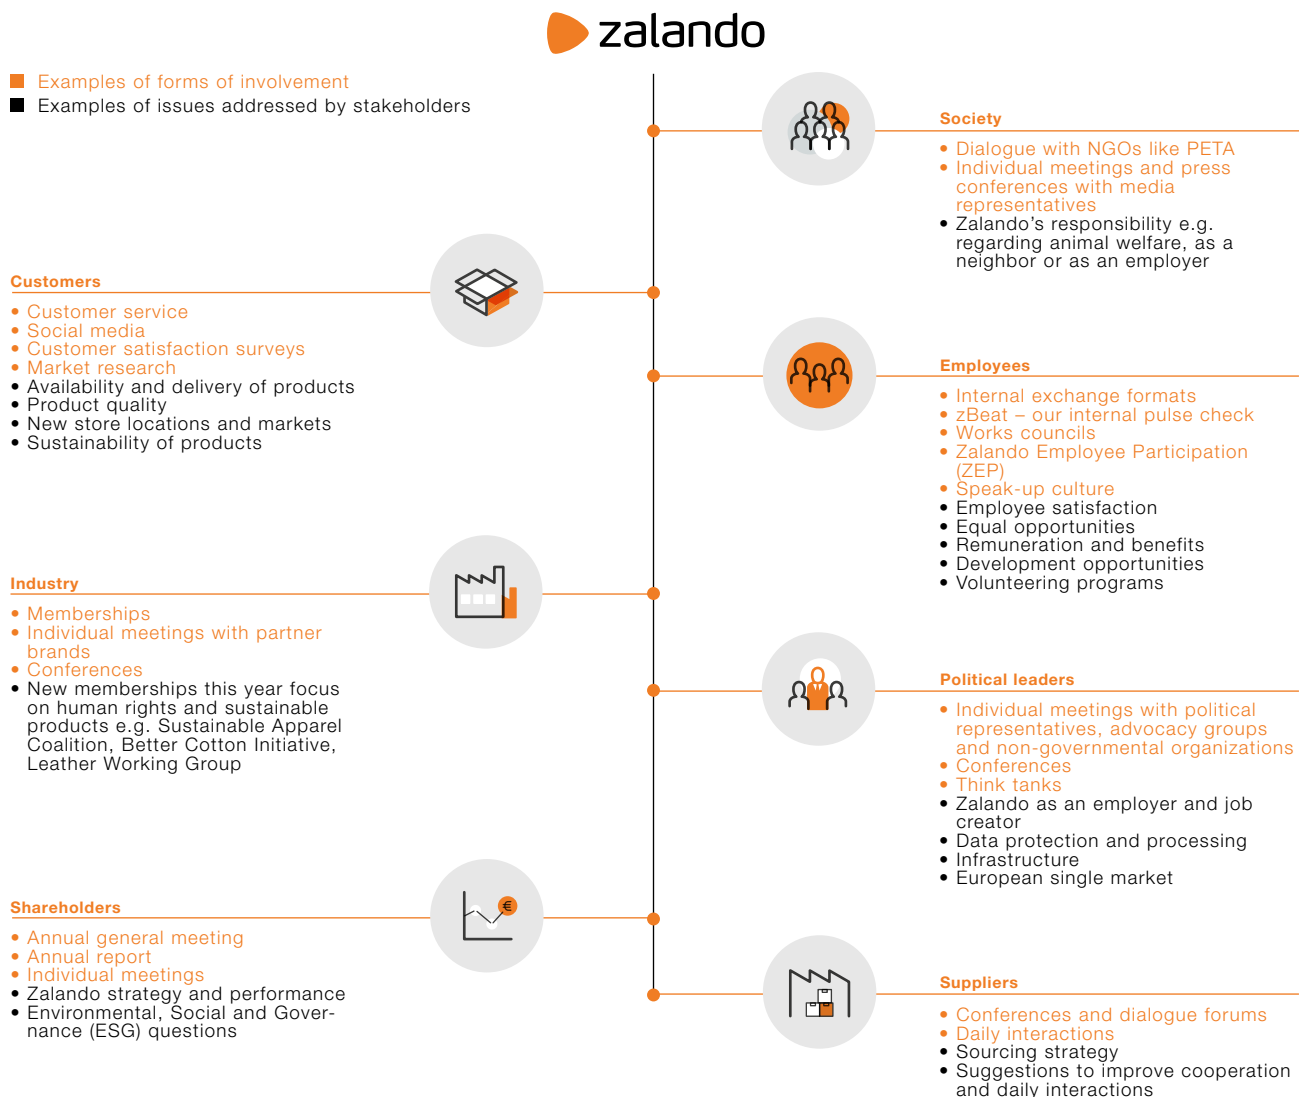 zalando
Examples of forms of involvement
Examples of issues addressed by stakeholders
Society
• Dialogue with NGOs like PETA
• Individual meetings and press
conferences with media
representatives
• Zalando’s responsibility e.g.
regarding animal welfare, as a
neighbor or as an employer
Customers
• Customer service
• Social media
• Customer satisfaction surveys
• Market research
• Availability and delivery of products
• Product quality
• New store locations and markets
• Sustainability of products
Employees
• Internal exchange formats
• zBeat – our internal pulse check
• Works councils
• Zalando Employee Participation
(ZEP)
• Speak-up culture
• Employee satisfaction
• Equal opportunities
• Remuneration and benefits
• Development opportunities
• Volunteering programs
Industry
• Memberships
• Individual meetings with partner
brands
• Conferences
• New memberships this year focus
on human rights and sustainable
products e.g. Sustainable Apparel
Coalition, Better Cotton Initiative,
Leather Working Group
Political leaders
• Individual meetings with political
representatives, advocacy groups
and non-governmental organizations
• Conferences
• Think tanks
• Zalando as an employer and job
creator
• Data protection and processing
• Infrastructure
• European single market
Shareholders
• Annual general meeting
• Annual report
• Individual meetings
• Zalando strategy and performance
• Environmental, Social and Gover-
nance (ESG) questions
€
Suppliers
• Conferences and dialogue forums
• Daily interactions
• Sourcing strategy
• Suggestions to improve cooperation
and daily interactions